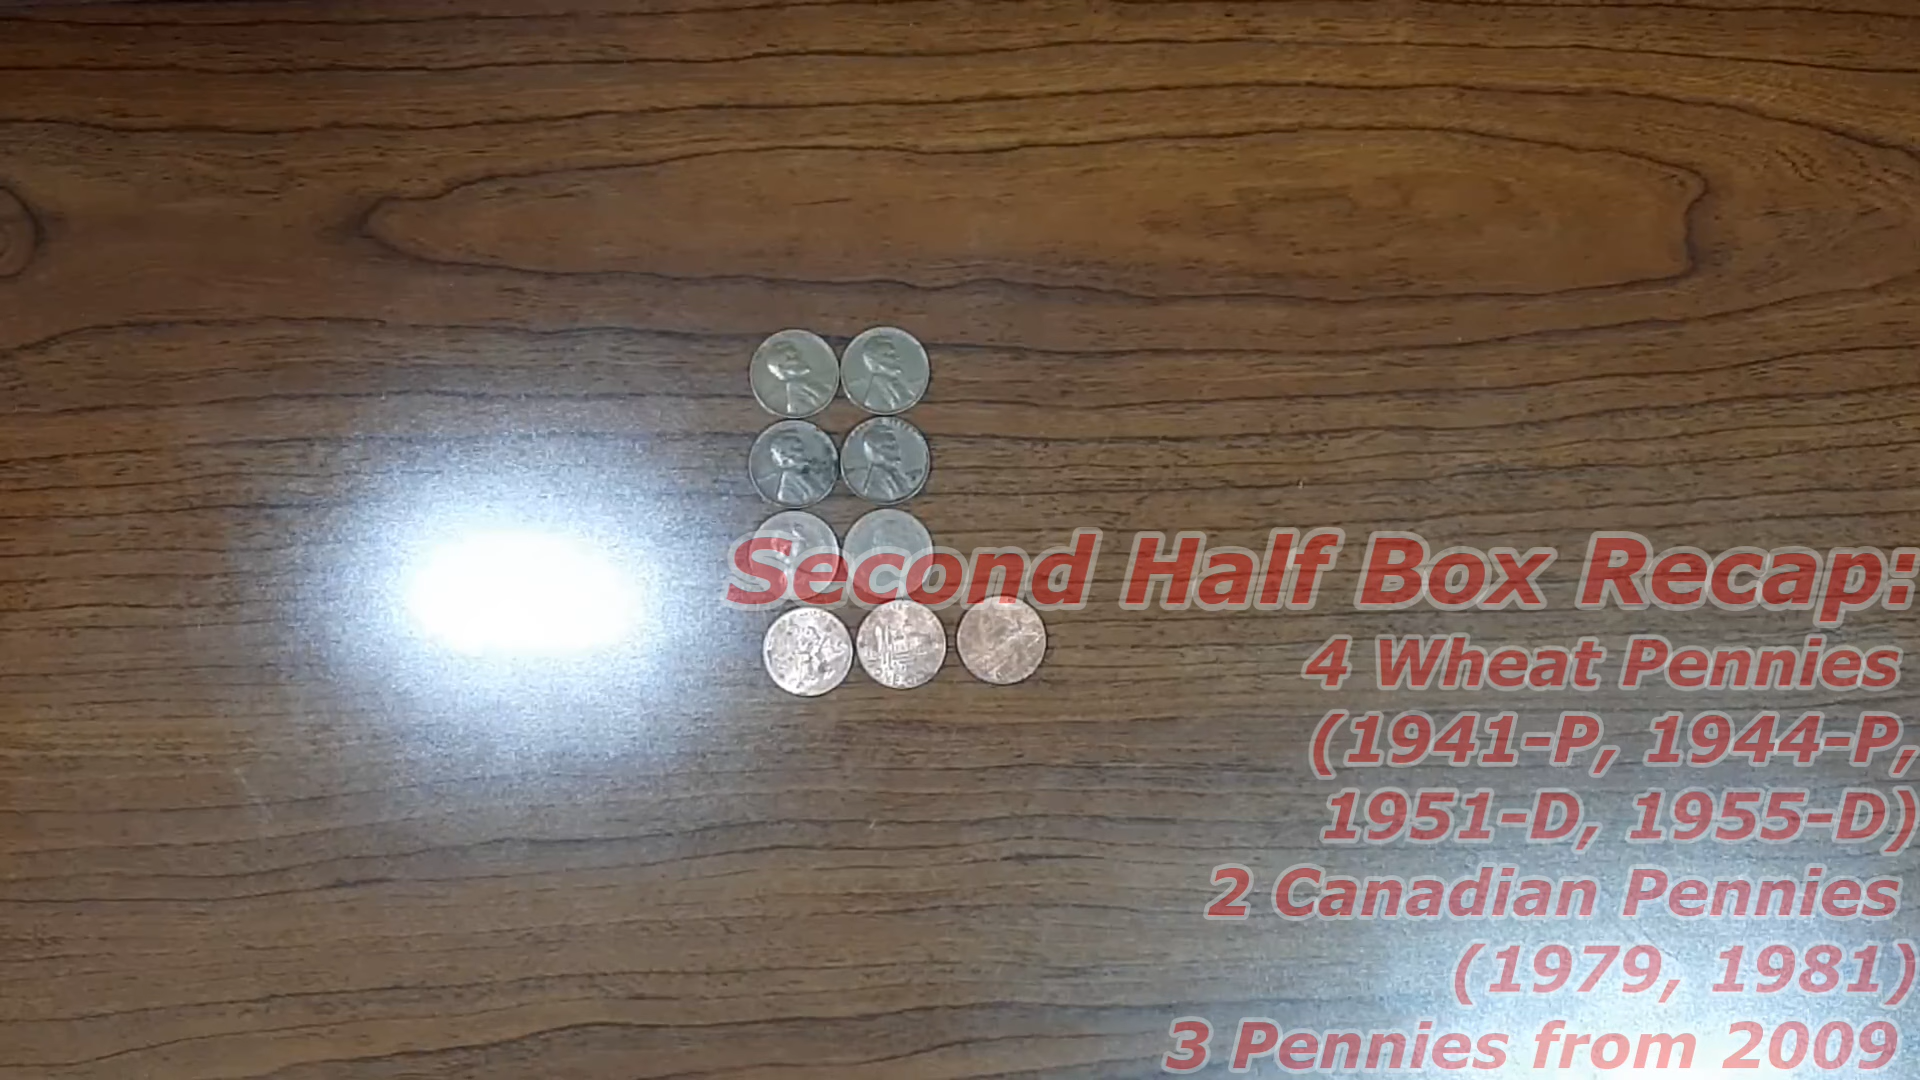 Second Half Box Recap:
4 Wheat Pennies
(1941-P, 1944-P,
1951-D, 1955-D)
2 Canadian Pennies
(1979, 1981)
3 Pennies from 2009